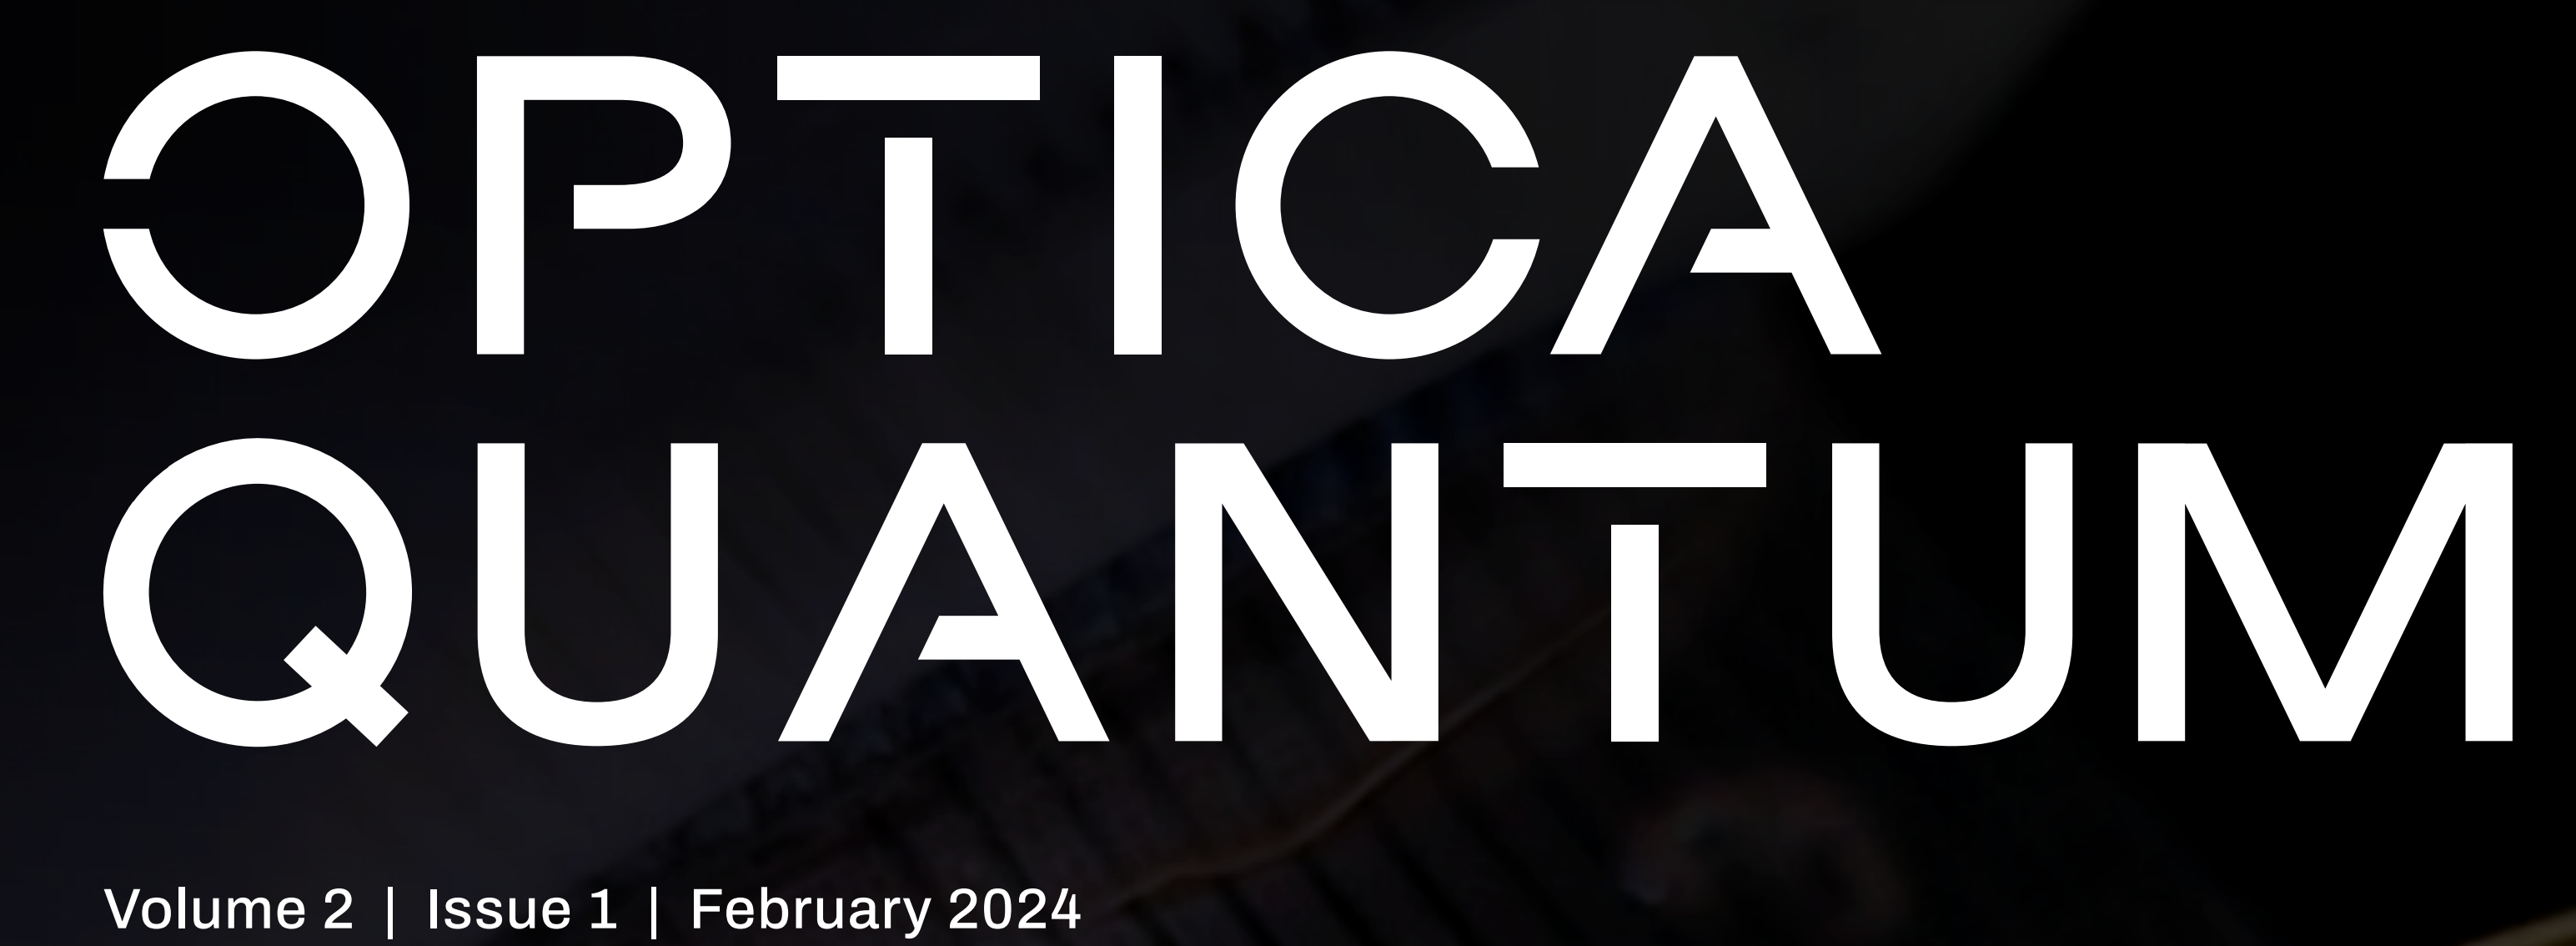 OPTICA
QUANTUM
Volume 2 | Issue 1 | February 2024